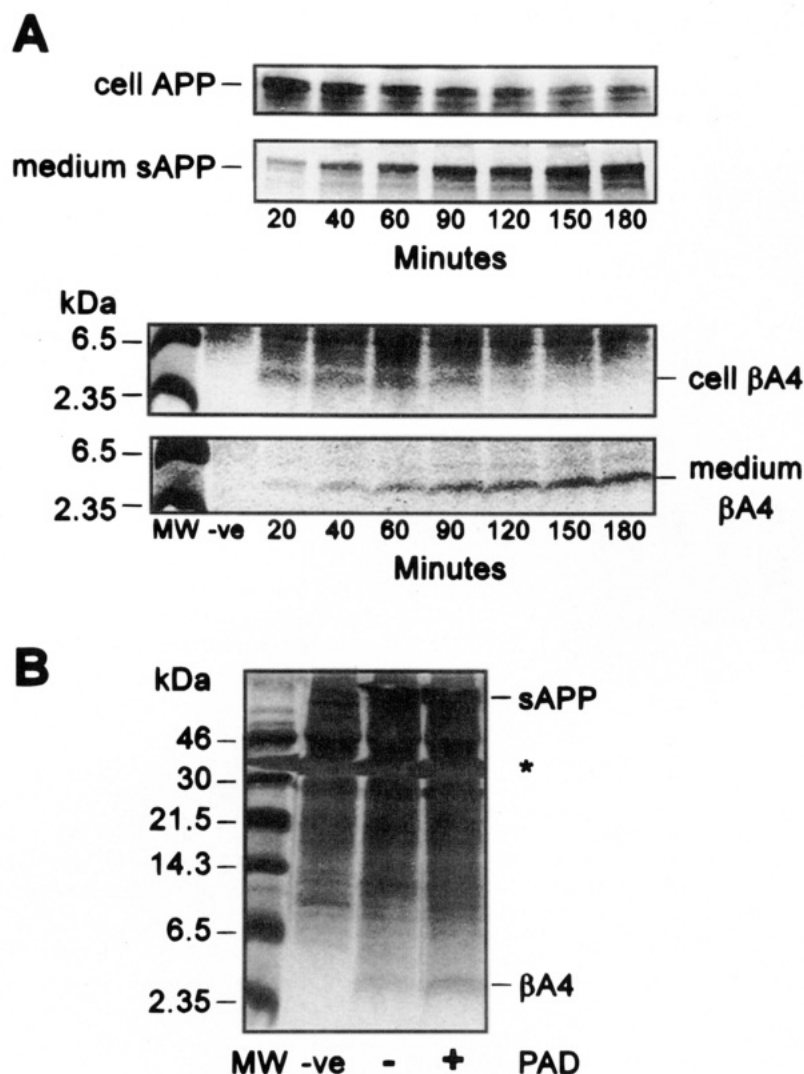 A
cell APP
medium sAPP
20 40 60 90 120 150 180
Minutes
kDa
6.5
2.35
cell βA4
6.5
2.35
medium
βA4
MW -ve 20 40 60 90 120 150 180
Minutes
B
kDa
sAPP
46
*
30
21.5
14.3
6.5
βA4
2.35
MW -ve - + PAD